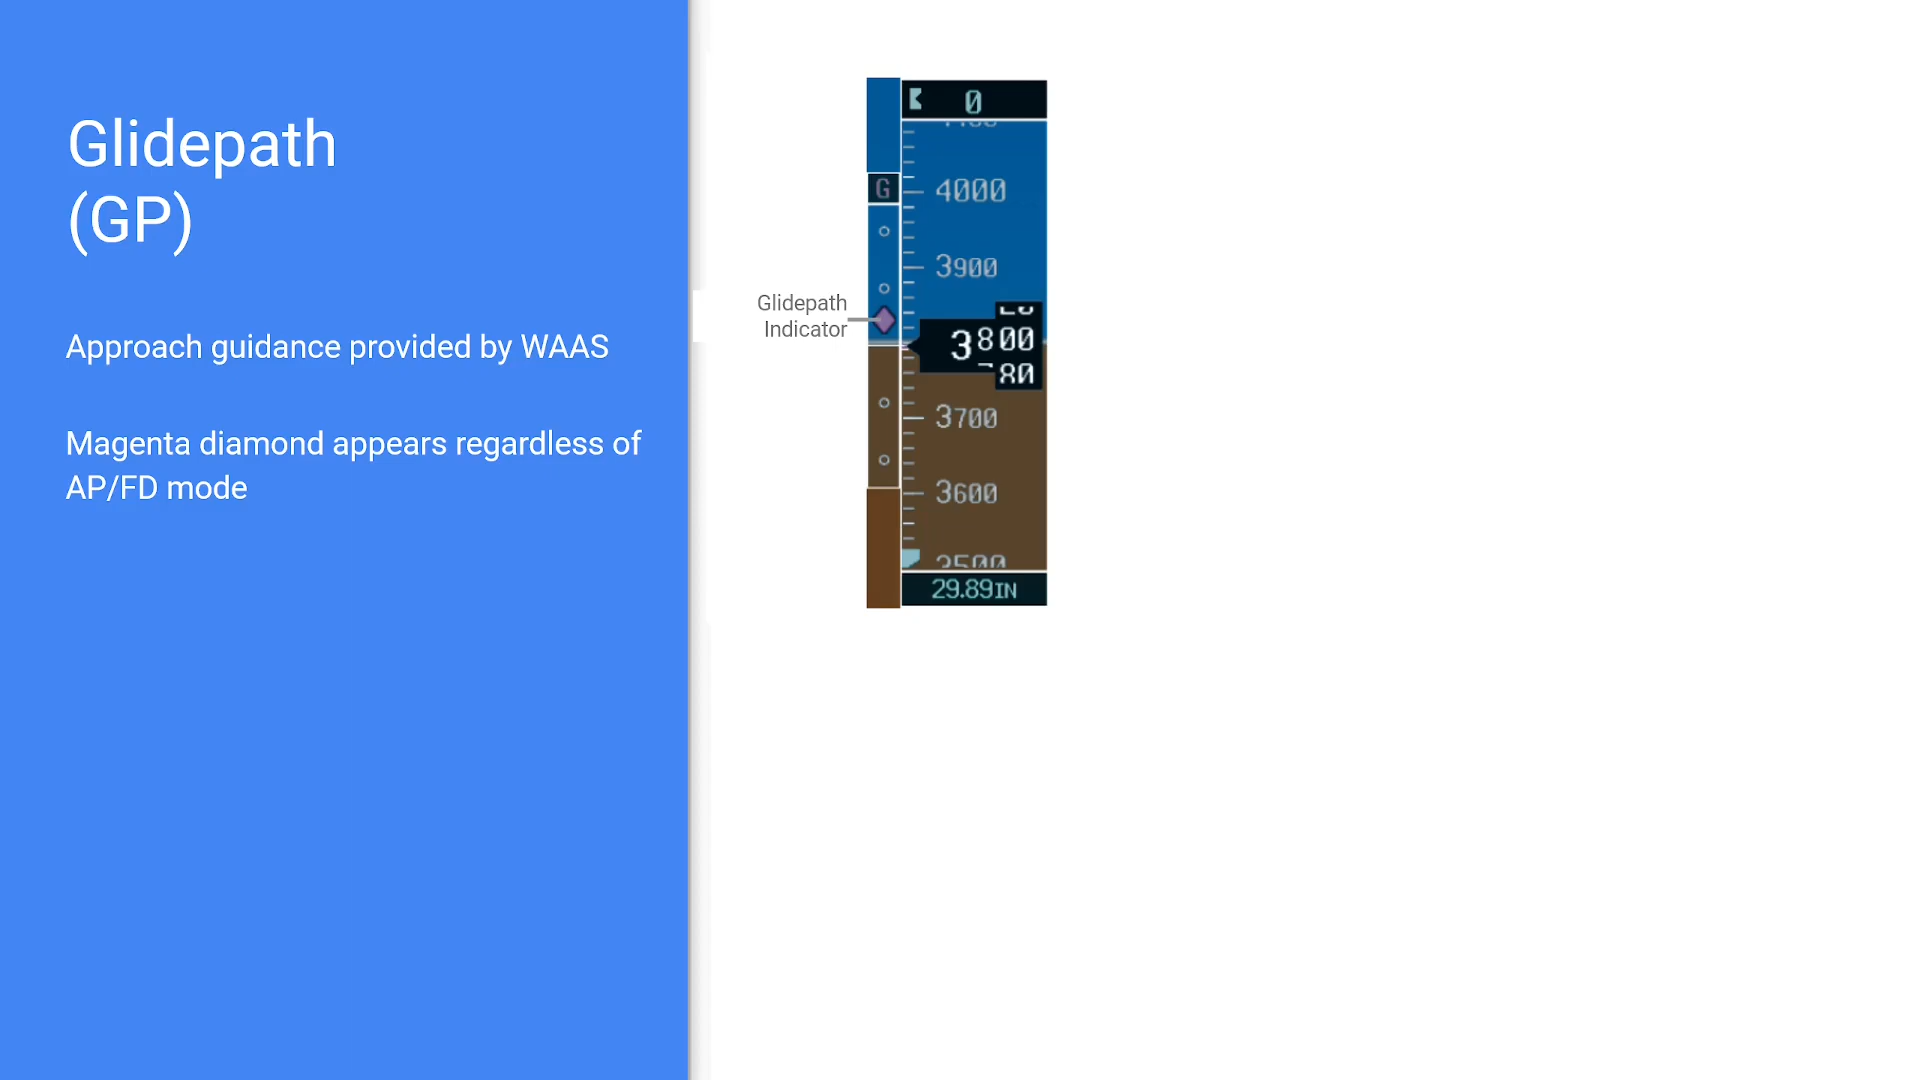 Glidepath
(GP)
Approach guidance provided by WAAS
Magenta diamond appears regardless of
AP/FD mode
Glidepath
Indicator
0
G
4000
3900
3800
80
3700
3600
3500
29.89IN